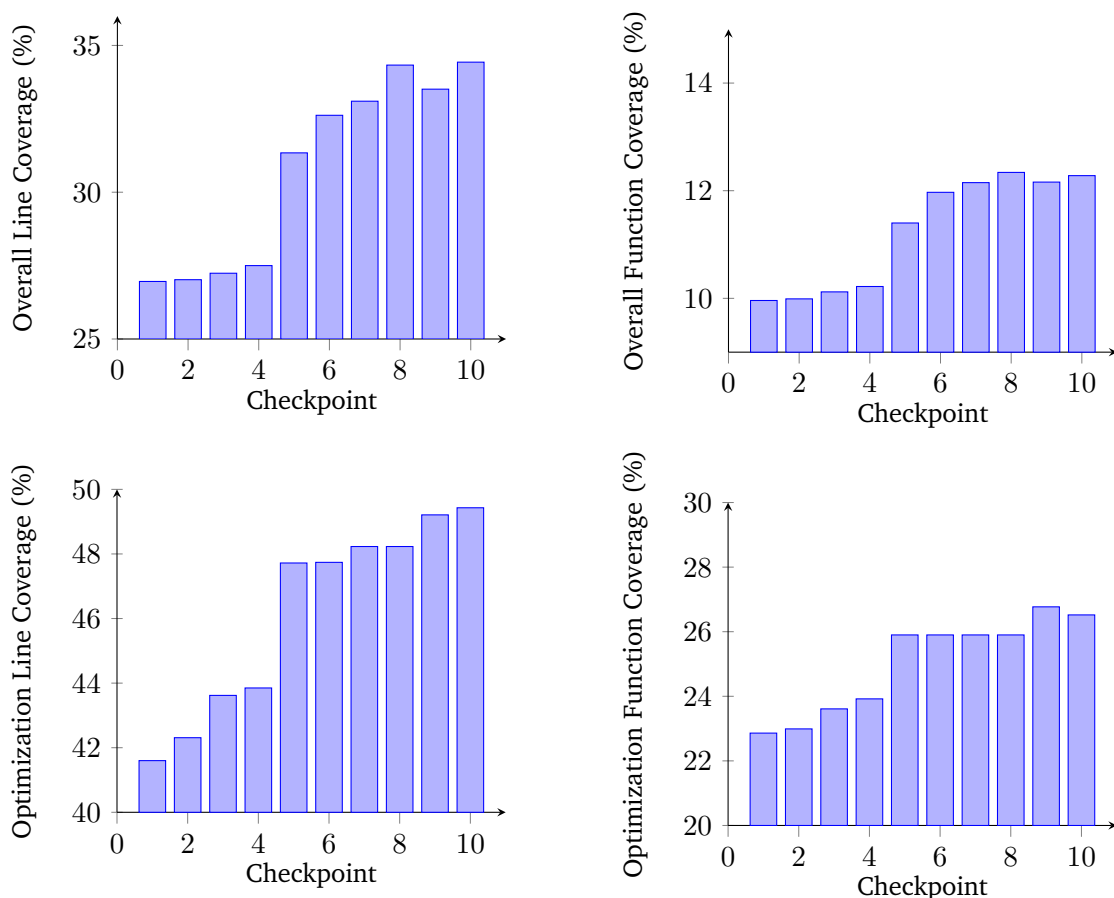 Overall Line Coverage (%)
35
30
25
0 2 4 6 8 10
Checkpoint
Overall Function Coverage (%)
14
12
10
0 2 4 6 8 10
Checkpoint
Optimization Line Coverage (%)
50
48
46
44
42
40
0 2 4 6 8 10
Checkpoint
Optimization Function Coverage (%)
30
28
26
24
22
20
0 2 4 6 8 10
Checkpoint